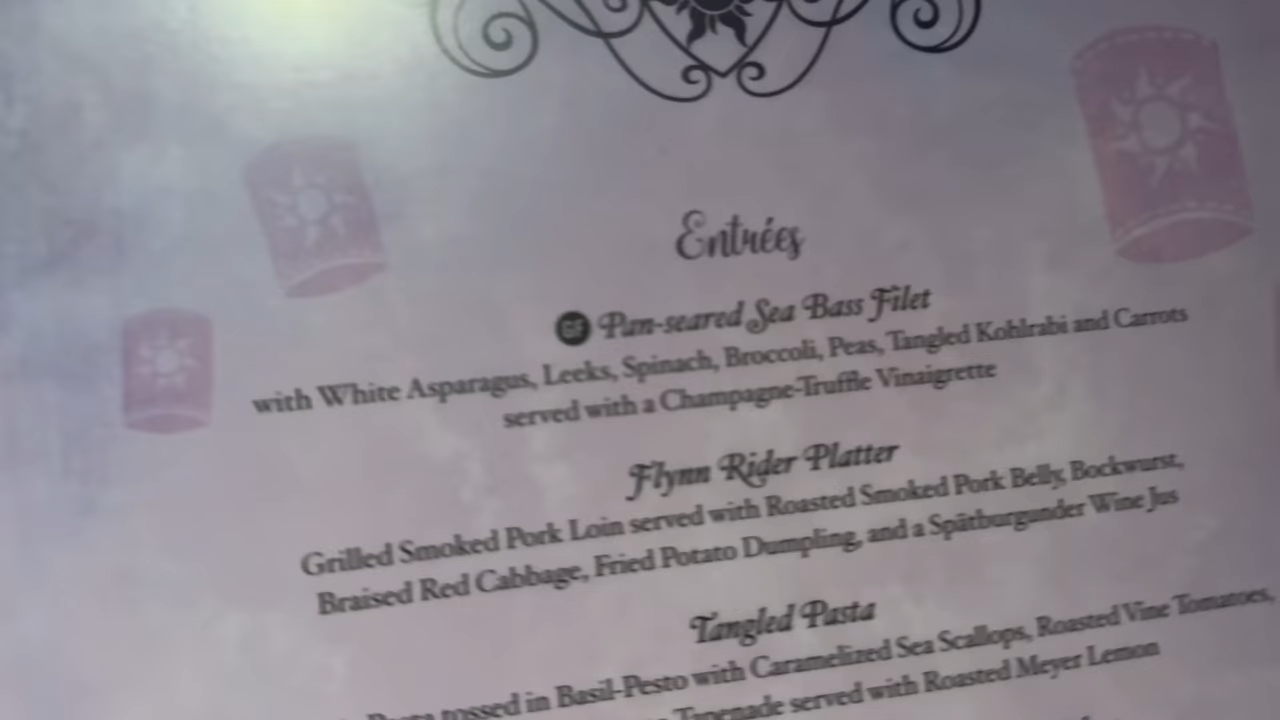 Entrées
GF Pan-seared Sea Bass Filet
with White Asparagus, Leeks, Spinach, Broccoli, Peas, Tangled Kohlrabi and Carrots
served with a Champagne-Truffle Vinaigrette
Flynn Rider Platter
Grilled Smoked Pork Loin served with Roasted Smoked Pork Belly, Bockwurst,
Braised Red Cabbage, Fried Potato Dumpling, and a Spätburgunder Wine Jus
Tangled Pasta
Pasta tossed in Basil-Pesto with Caramelized Sea Scallops, Roasted Vine Tomatoes,
Tapenade served with Roasted Meyer Lemon